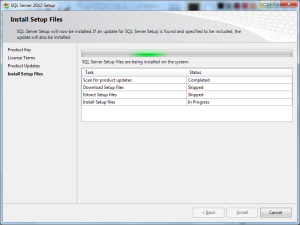 SQL Server 2012 Setup
Install Setup Files
SQL Server Setup will now be installed. If an update for SQL Server Setup is found and specified to be included, the
update will also be installed.
Product Key
License Terms
Product Updates
Install Setup Files
SQL Server Setup files are being installed on the system.
Task Status
Scan for product updates Completed
Download Setup files Skipped
Extract Setup files Skipped
Install Setup files In Progress
< Back Install Cancel